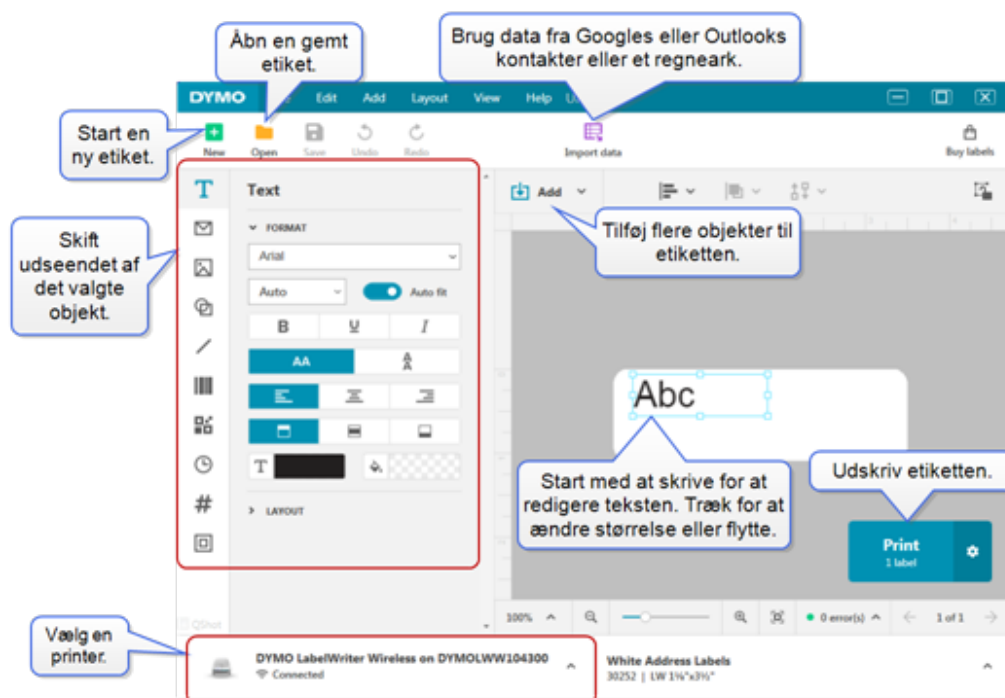 Åbn en gemt
etiket.
Brug data fra Googles eller Outlooks
kontakter eller et regneark.
DYMO
Edit
Add
Layout
View
Help
Start en
ny etiket.
New
Open
Save
Undo
Redo
Import data
Buy labels
Text
Add
FORMAT
Tilføj flere objekter til
etiketten.
Skift
udseendet af
det valgte
objekt.
Arial
Auto
Auto fit
B
U
I
AA
A
A
T
LAYOUT
Abc
Start med at skrive for at
redigere teksten. Træk for at
ændre størrelse eller flytte.
Udskriv etiketten.
Print
1 label
QShot
100%
0 error(s)
1 of 1
Vælg en
printer.
DYMO LabelWriter Wireless on DYMOLWW104300
Connected
White Address Labels
30252 | LW 1⅛"x3½"